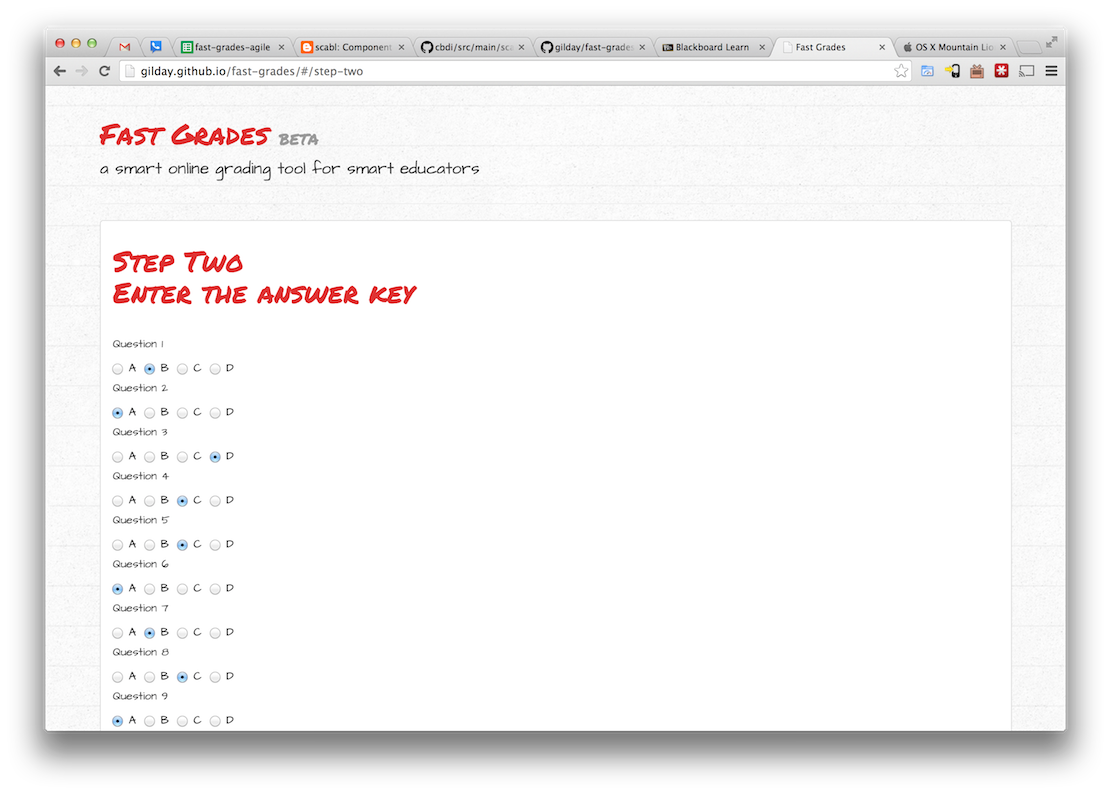 fast-grades-agile
scabl: Component
cbdi/src/main/sca
gilday/fast-grades
Blackboard Learn
Fast Grades
OS X Mountain Lio
gilday.github.io/fast-grades/#/step-two
Fast Grades BETA
a smart online grading tool for smart educators
Step Two
Enter the answer key
Question 1
A B C D
Question 2
A B C D
Question 3
A B C D
Question 4
A B C D
Question 5
A B C D
Question 6
A B C D
Question 7
A B C D
Question 8
A B C D
Question 9
A B C D